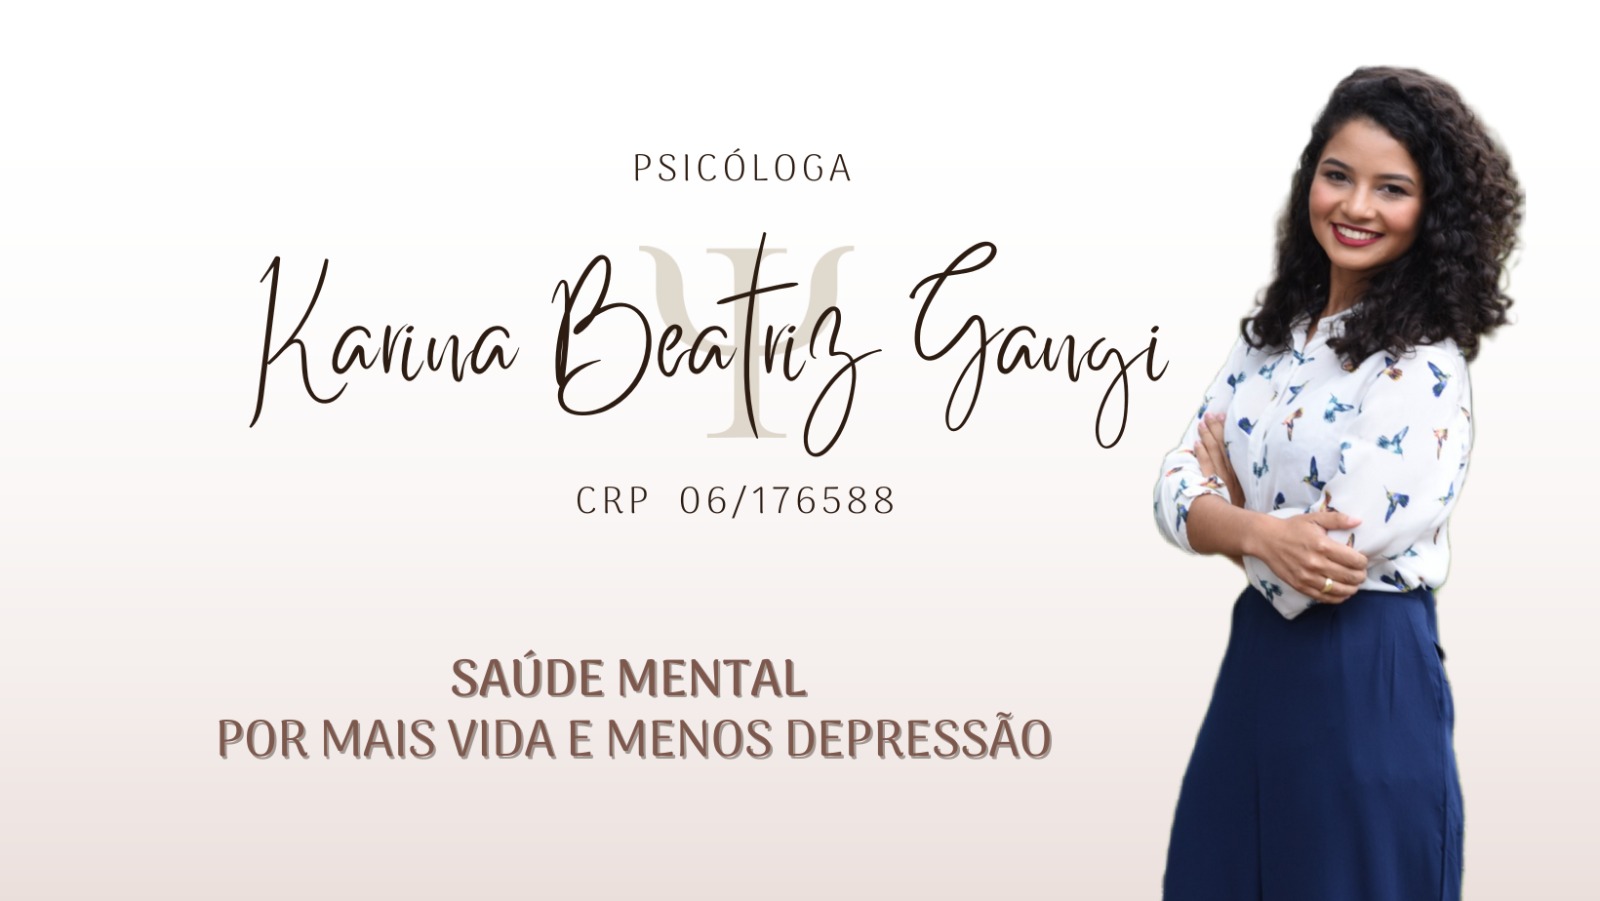 PSICÓLOGA
Karina Beatriz Gangi
CRP 06/176588
SAÚDE MENTAL
POR MAIS VIDA E MENOS DEPRESSÃO